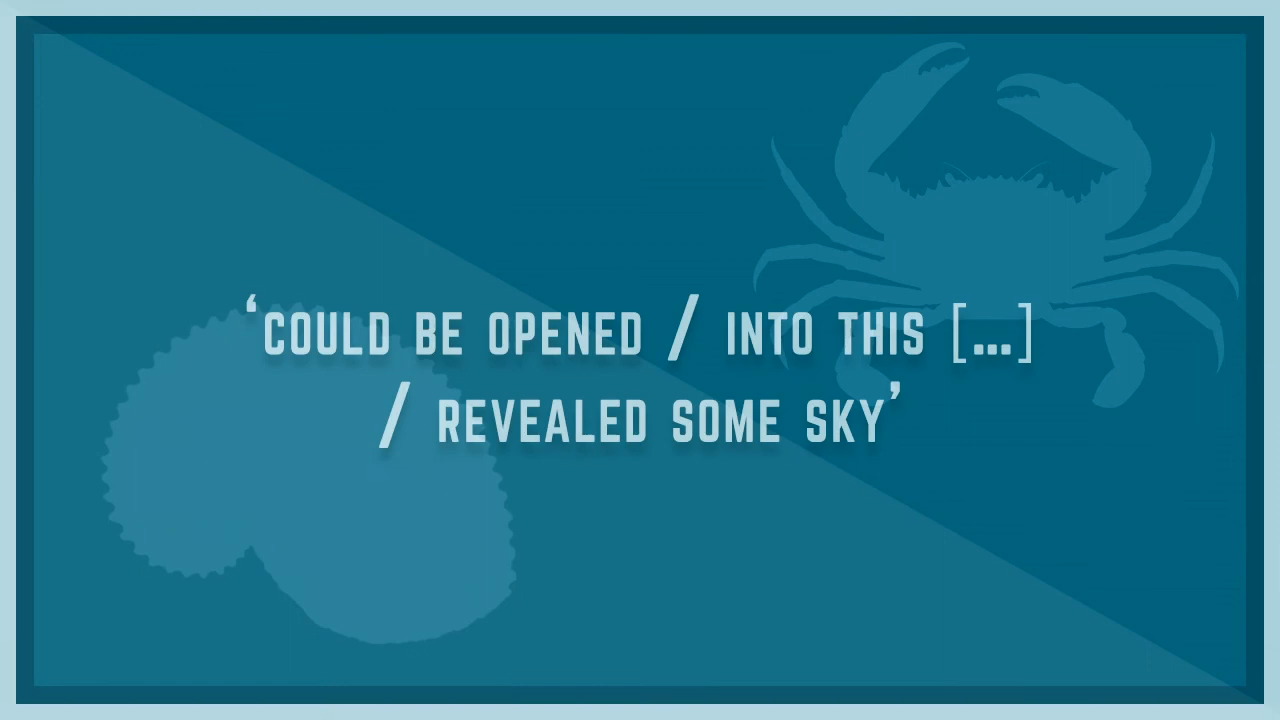 ‘COULD BE OPENED / INTO THIS [...]
/ REVEALED SOME SKY’